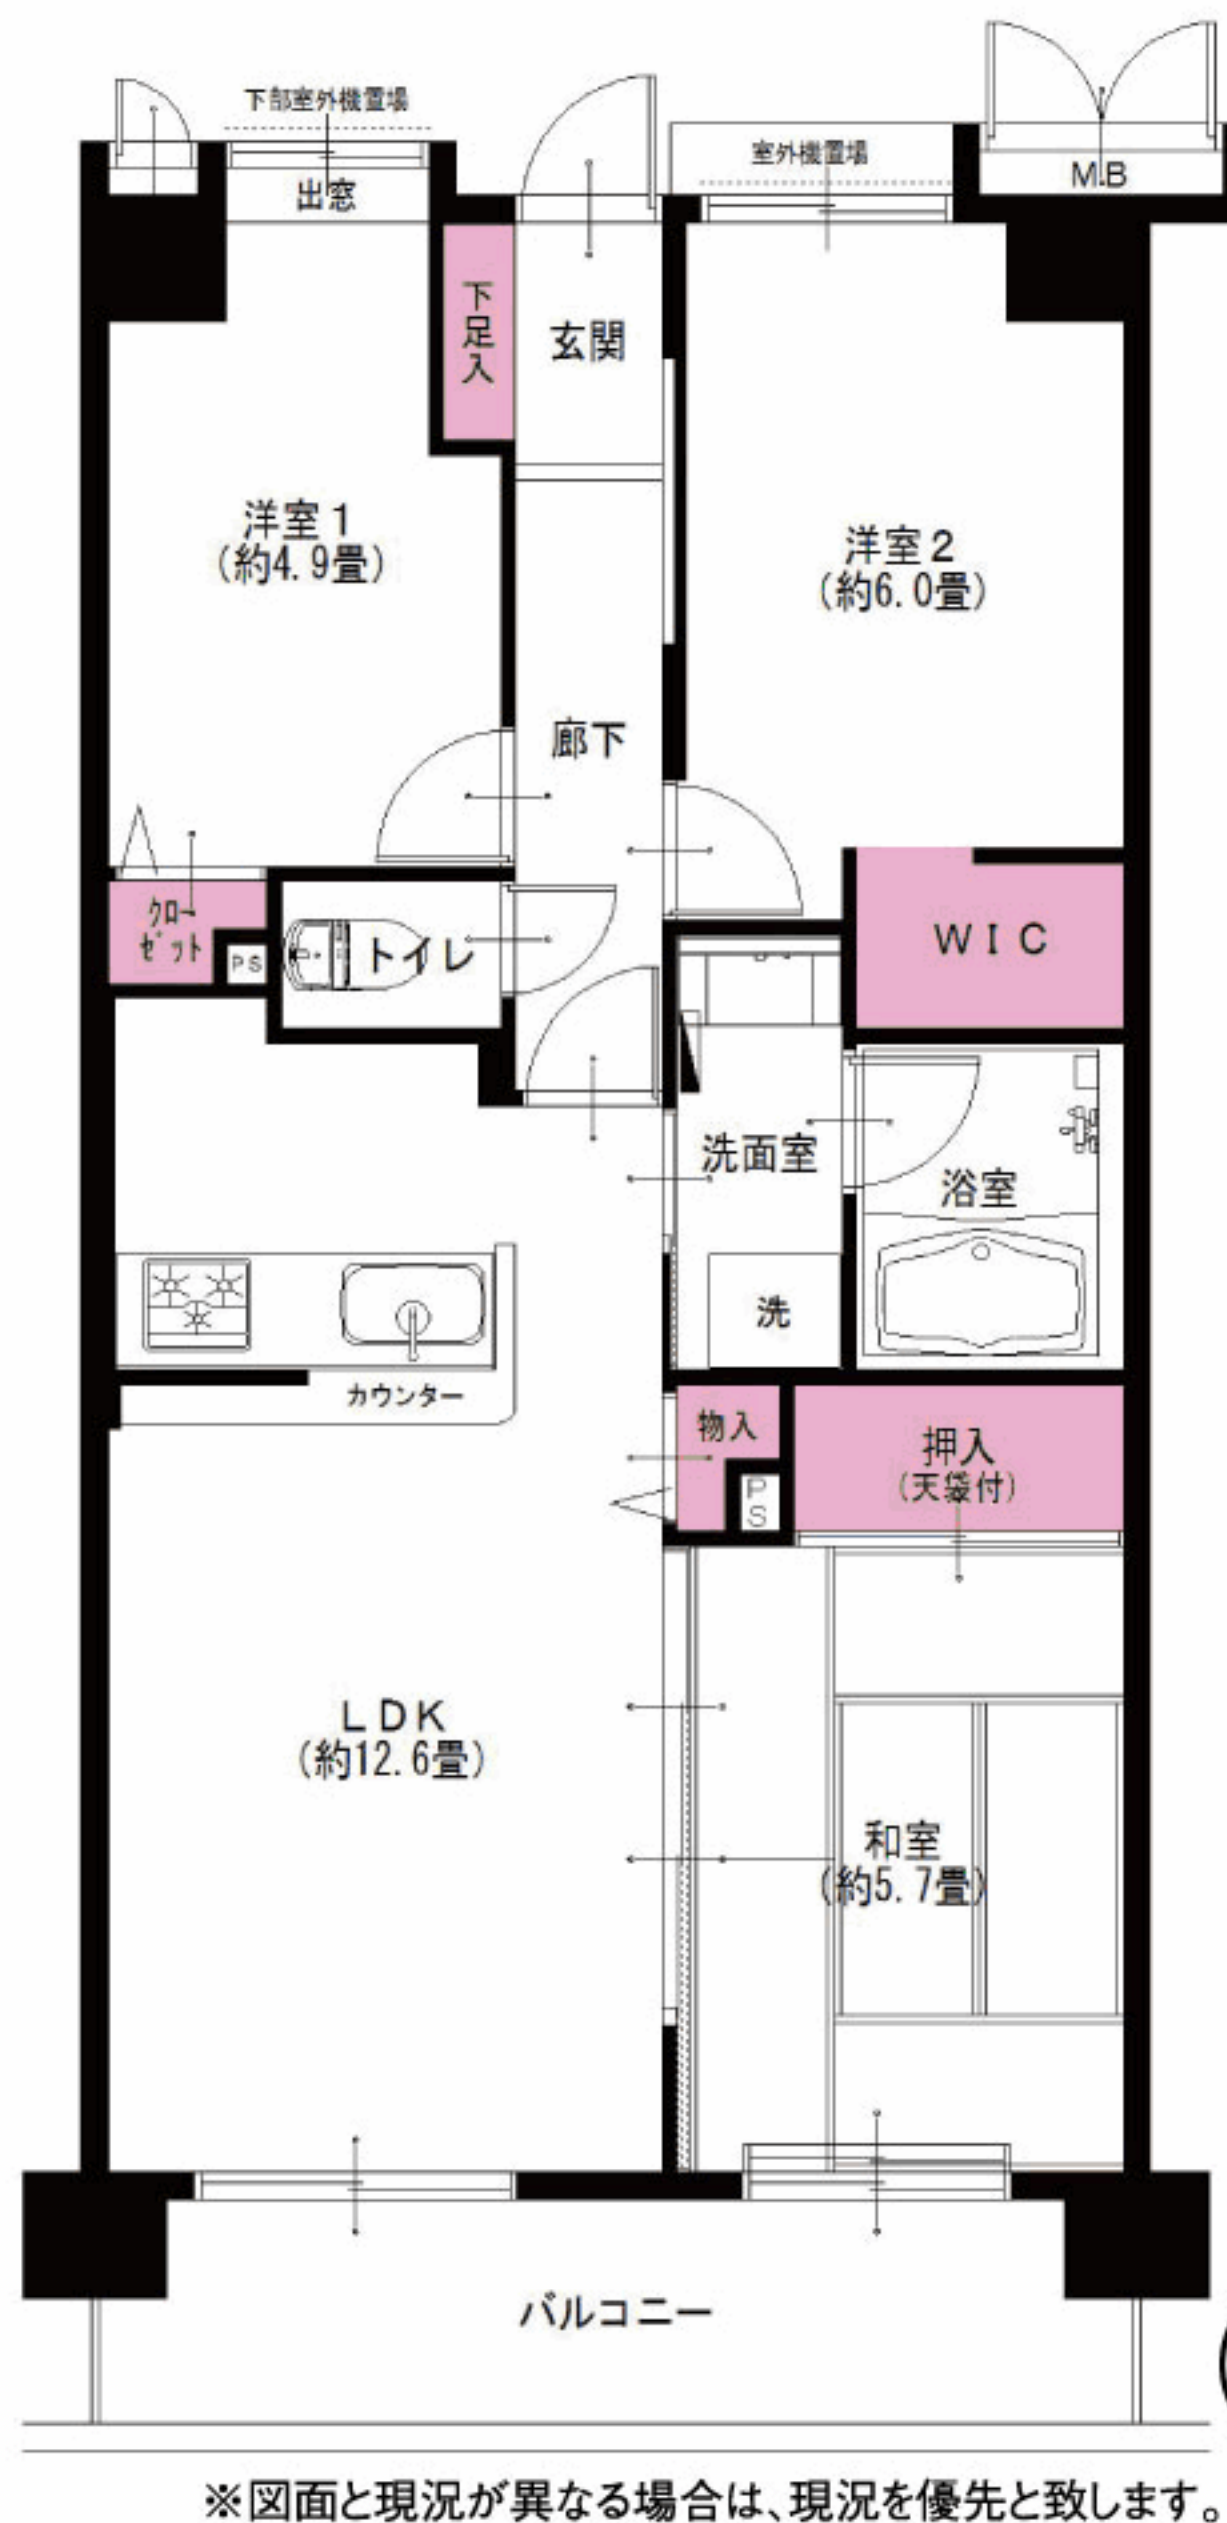 下部室外機置場
出窓
室外機置場
M.B
下足入
玄関
洋室1
(約4.9畳)
洋室2
(約6.0畳)
廊下
クローゼット
PS
トイレ
WIC
洗面室
浴室
洗
カウンター
物入
PS
押入
(天袋付)
LDK
(約12.6畳)
和室
(約5.7畳)
バルコニー
※図面と現況が異なる場合は、現況を優先と致します。